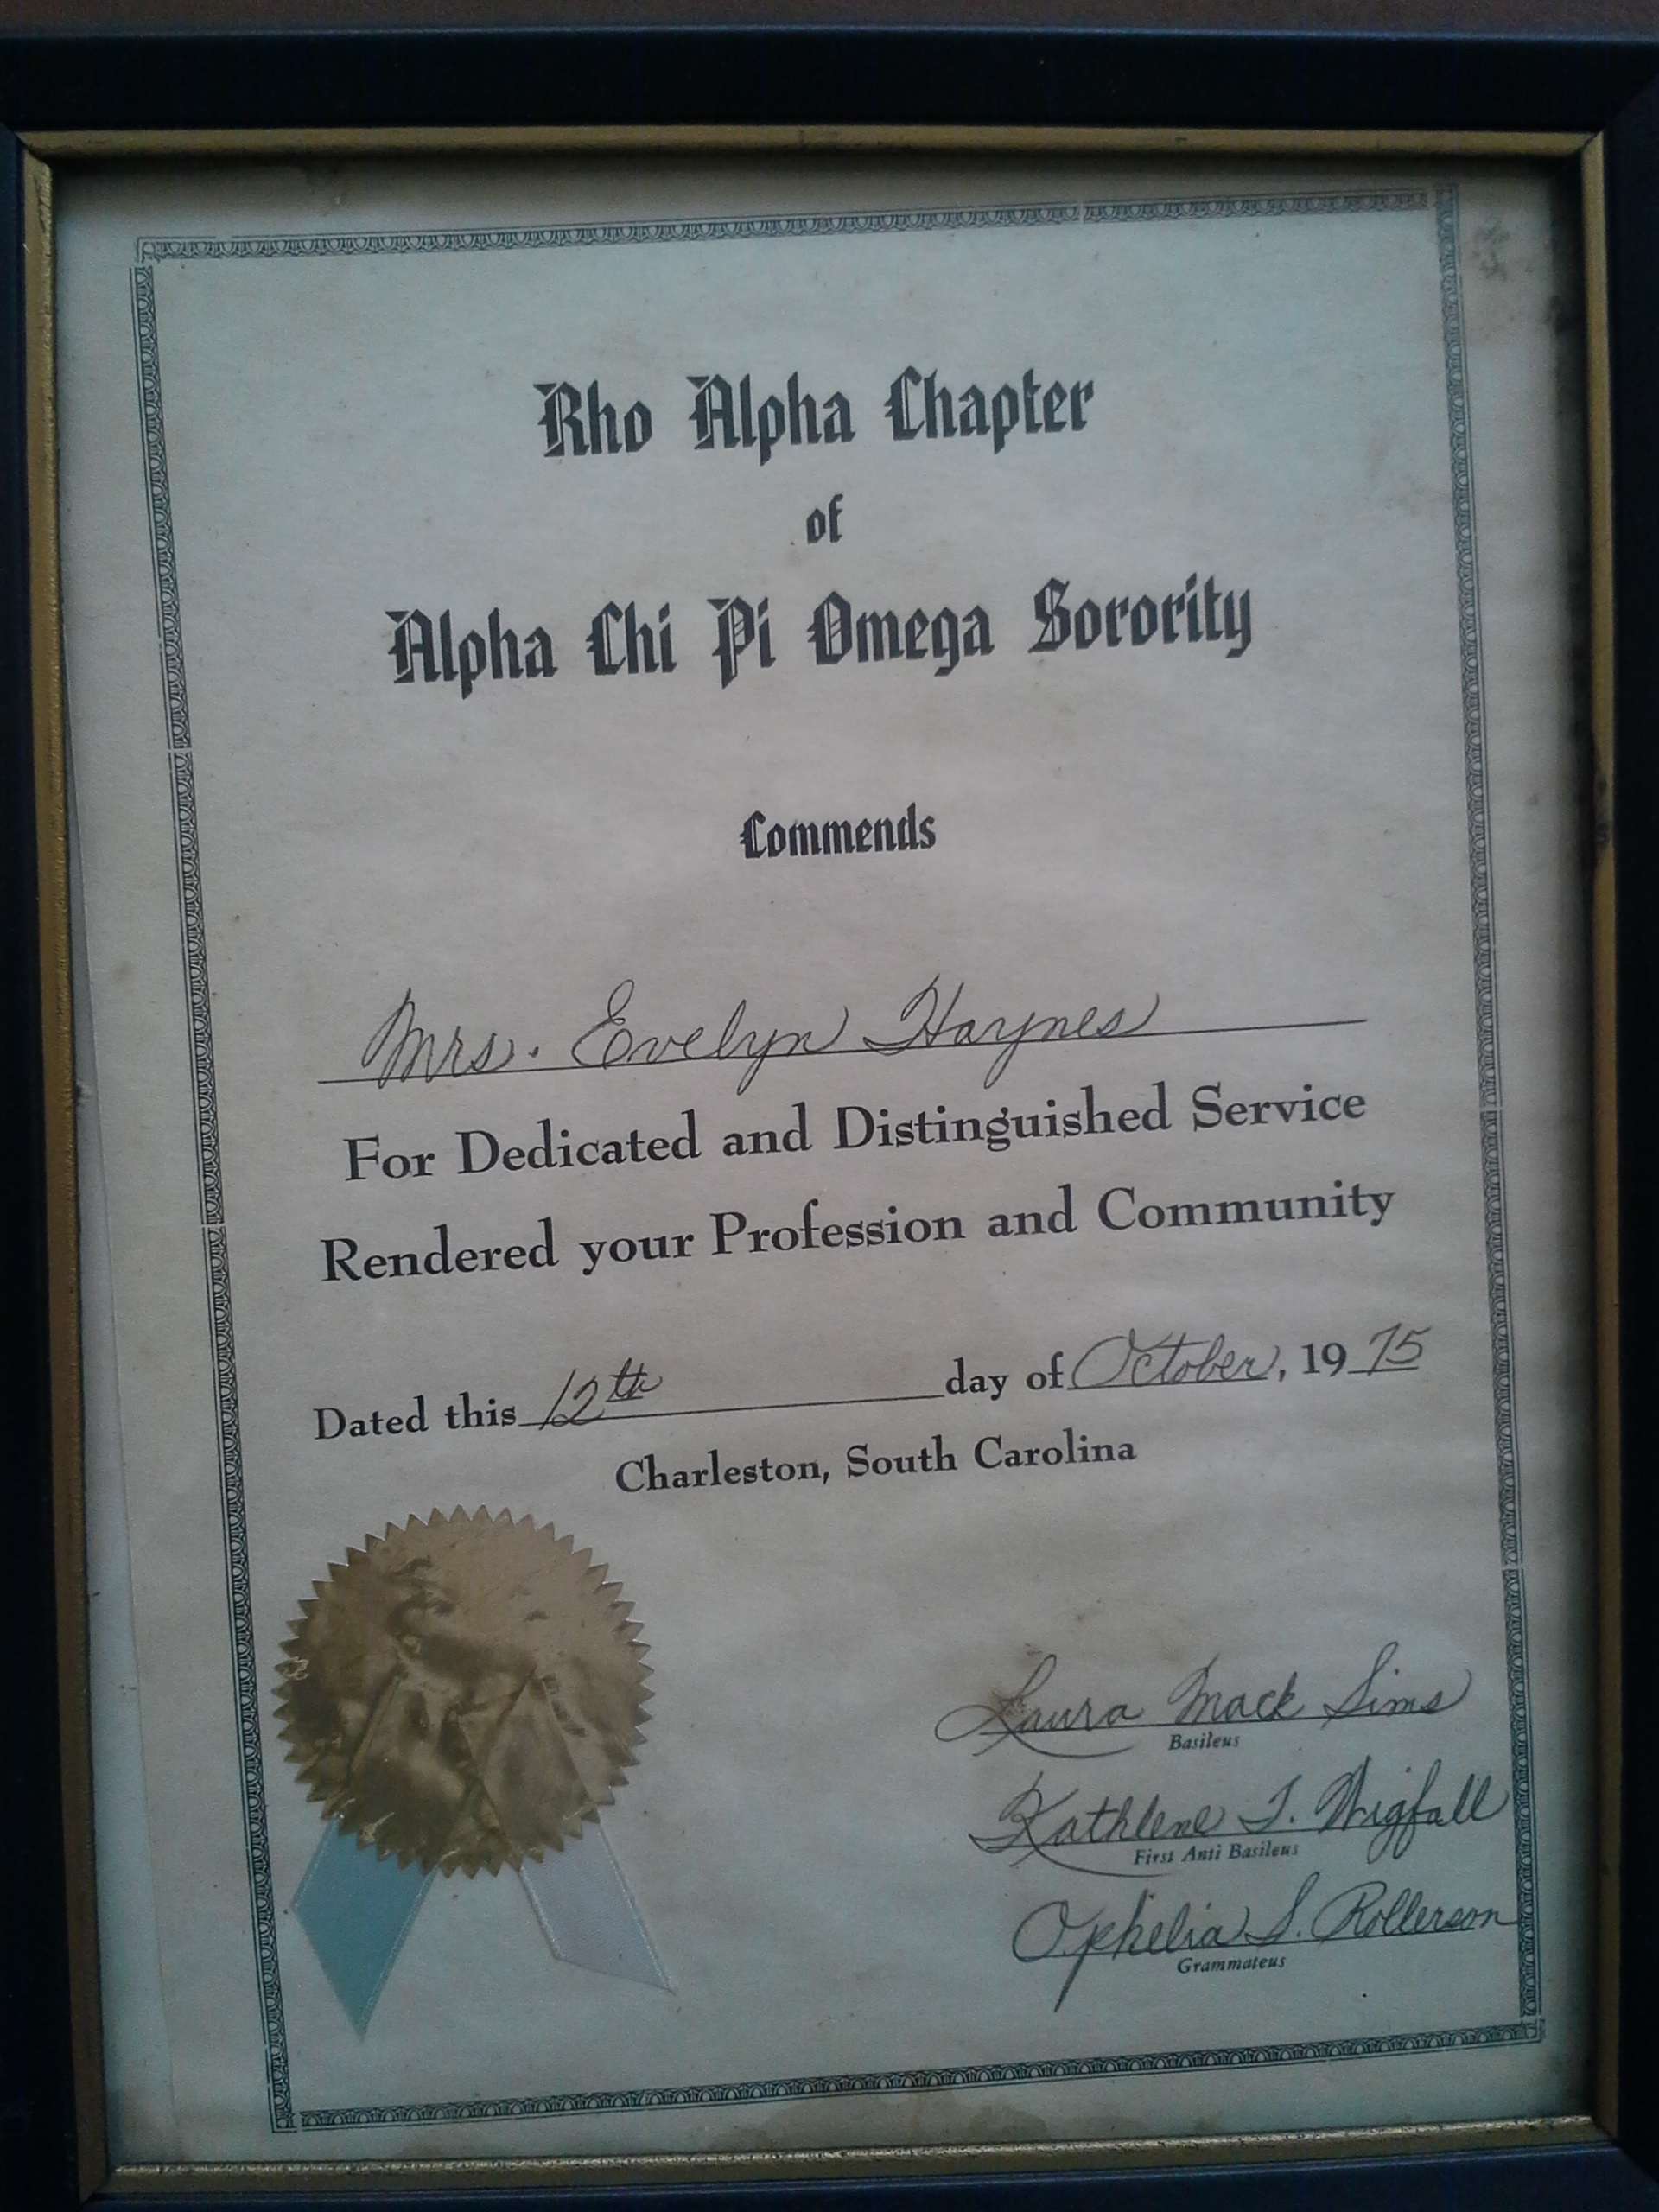 Rho Alpha Chapter
of
Alpha Chi Pi Omega Sorority
Commends
Mrs. Evelyn Haynes
For Dedicated and Distinguished Service
Rendered your Profession and Community
Dated this 12th day of October, 1975
Charleston, South Carolina
Laura Mack Sims
Basileus
Kathlene T. Wigfall
First Anti Basileus
Ophelia S. Rollerson
Grammateus